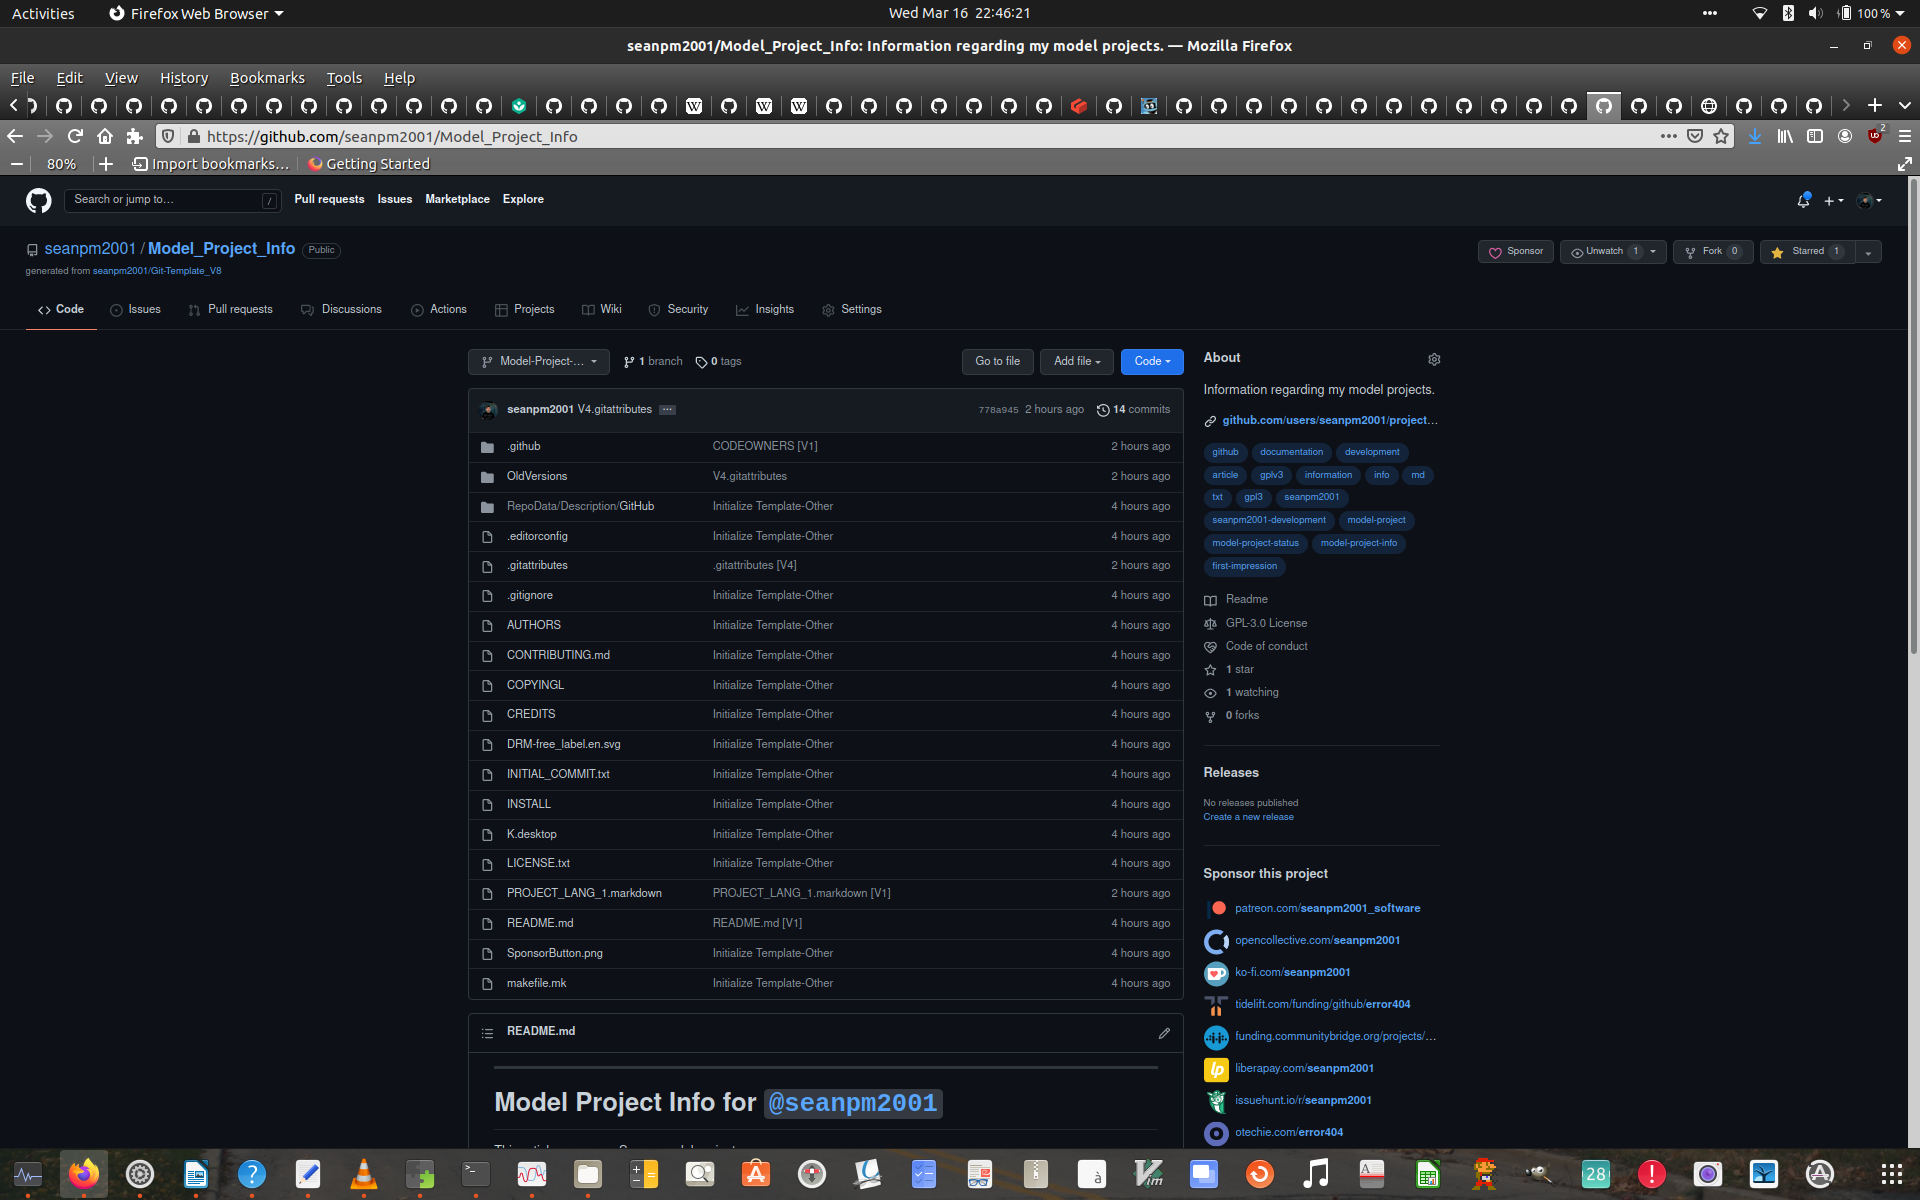 Activities Firefox Web Browser Wed Mar 16 22:46:21 100 %
seanpm2001/Model_Project_Info: Information regarding my model projects. — Mozilla Firefox
File Edit View History Bookmarks Tools Help
https://github.com/seanpm2001/Model_Project_Info 2
80% Import bookmarks… Getting Started
Search or jump to… / Pull requests Issues Marketplace Explore
seanpm2001 / Model_Project_Info Public Sponsor Unwatch 1 Fork 0 Starred 1
generated from seanpm2001/Git-Template_V8
Code Issues Pull requests Discussions Actions Projects Wiki Security Insights Settings
Model-Project-... 1 branch 0 tags Go to file Add file Code
seanpm2001 V4.gitattributes ... 778a945 2 hours ago 14 commits
.github CODEOWNERS [V1] 2 hours ago
OldVersions V4.gitattributes 2 hours ago
RepoData/Description/GitHub Initialize Template-Other 4 hours ago
.editorconfig Initialize Template-Other 4 hours ago
.gitattributes .gitattributes [V4] 2 hours ago
.gitignore Initialize Template-Other 4 hours ago
AUTHORS Initialize Template-Other 4 hours ago
CONTRIBUTING.md Initialize Template-Other 4 hours ago
COPYINGL Initialize Template-Other 4 hours ago
CREDITS Initialize Template-Other 4 hours ago
DRM-free_label.en.svg Initialize Template-Other 4 hours ago
INITIAL_COMMIT.txt Initialize Template-Other 4 hours ago
INSTALL Initialize Template-Other 4 hours ago
K.desktop Initialize Template-Other 4 hours ago
LICENSE.txt Initialize Template-Other 4 hours ago
PROJECT_LANG_1.markdown PROJECT_LANG_1.markdown [V1] 2 hours ago
README.md README.md [V1] 4 hours ago
SponsorButton.png Initialize Template-Other 4 hours ago
makefile.mk Initialize Template-Other 4 hours ago
README.md
Model Project Info for @seanpm2001
About
Information regarding my model projects.
github.com/users/seanpm2001/project...
github documentation development
article gplv3 information info md
txt gpl3 seanpm2001
seanpm2001-development model-project
model-project-status model-project-info
first-impression
Readme
GPL-3.0 License
Code of conduct
1 star
1 watching
0 forks
Releases
No releases published
Create a new release
Sponsor this project
patreon.com/seanpm2001_software
opencollective.com/seanpm2001
ko-fi.com/seanpm2001
tidelift.com/funding/github/error404
funding.communitybridge.org/projects/...
liberapay.com/seanpm2001
issuehunt.io/r/seanpm2001
otechie.com/error404
28